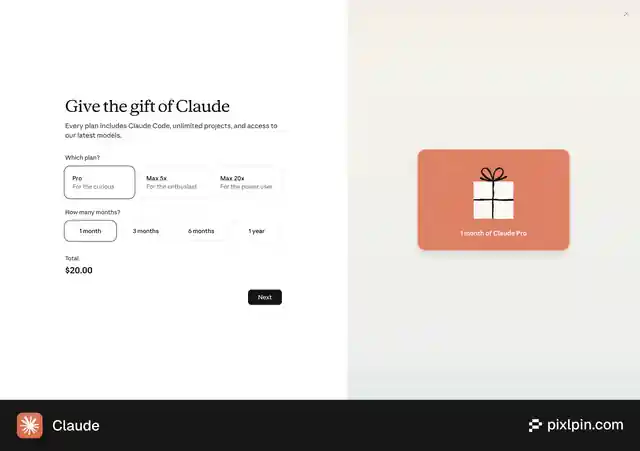 Give the gift of Claude
Every plan includes Claude Code, unlimited projects, and access to
our latest models.
Which plan?
Pro
For the curious
Max 5x
For the enthusiast
Max 20x
For the power user
How many months?
1 month
3 months
6 months
1 year
Total:
$20.00
Next
1 month of Claude Pro
Claude
pixlpin.com